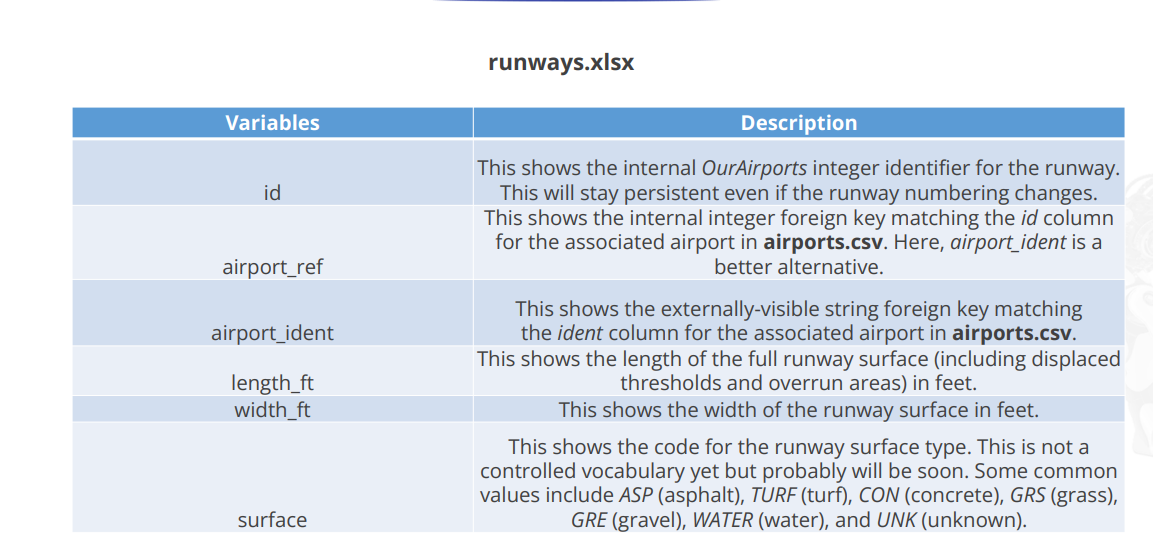 runways.xlsx
Variables
Description
id
This shows the internal OurAirports integer identifier for the runway.
This will stay persistent even if the runway numbering changes.
airport_ref
This shows the internal integer foreign key matching the id column
for the associated airport in airports.csv. Here, airport_ident is a
better alternative.
airport_ident
This shows the externally-visible string foreign key matching
the ident column for the associated airport in airports.csv.
length_ft
This shows the length of the full runway surface (including displaced
thresholds and overrun areas) in feet.
width_ft
This shows the width of the runway surface in feet.
surface
This shows the code for the runway surface type. This is not a
controlled vocabulary yet but probably will be soon. Some common
values include ASP (asphalt), TURF (turf), CON (concrete), GRS (grass),
GRE (gravel), WATER (water), and UNK (unknown).